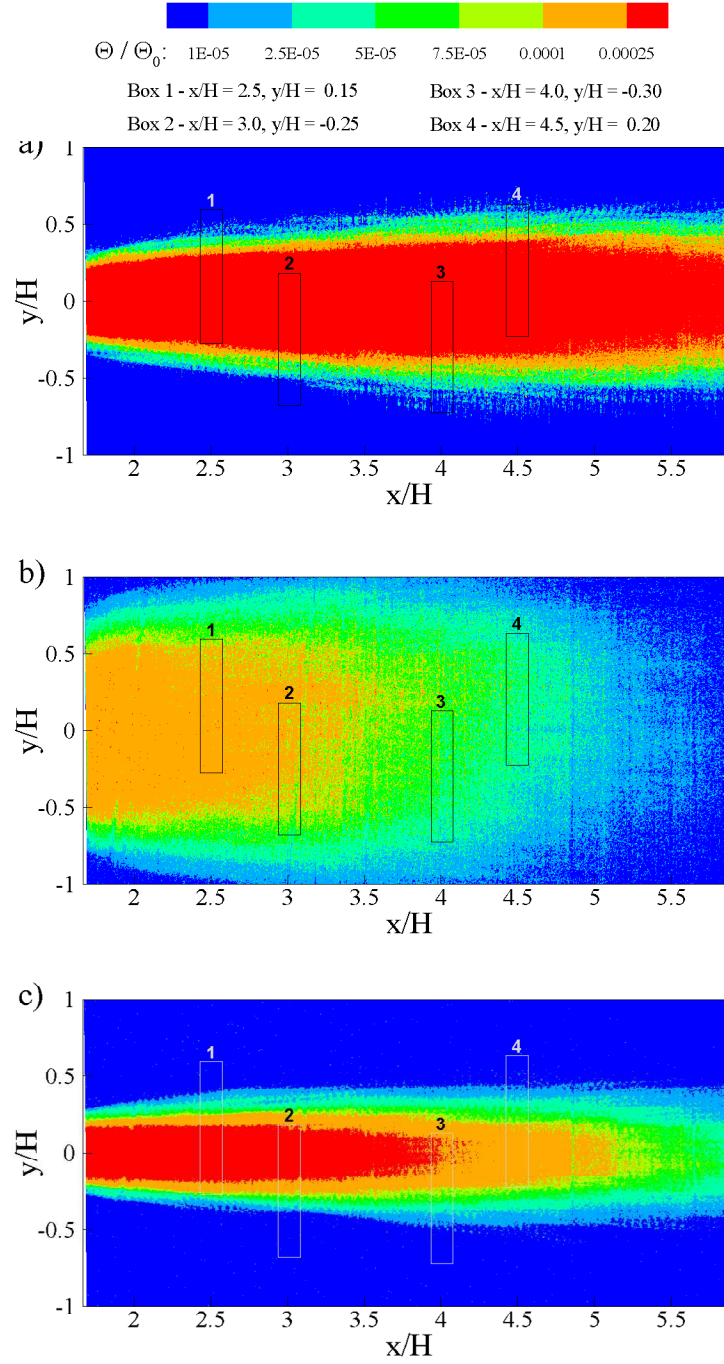 Θ / Θ0: 1E-05 2.5E-05 5E-05 7.5E-05 0.0001 0.00025
Box 1 - x/H = 2.5, y/H = 0.15 Box 3 - x/H = 4.0, y/H = -0.30
Box 2 - x/H = 3.0, y/H = -0.25 Box 4 - x/H = 4.5, y/H = 0.20
a)
1
0.5
0
-0.5
-1
y/H
1
2
3
4
2 2.5 3 3.5 4 4.5 5 5.5
x/H
b)
1
0.5
0
-0.5
-1
y/H
1
2
3
4
2 2.5 3 3.5 4 4.5 5 5.5
x/H
c)
1
0.5
0
-0.5
-1
y/H
1
2
3
4
2 2.5 3 3.5 4 4.5 5 5.5
x/H